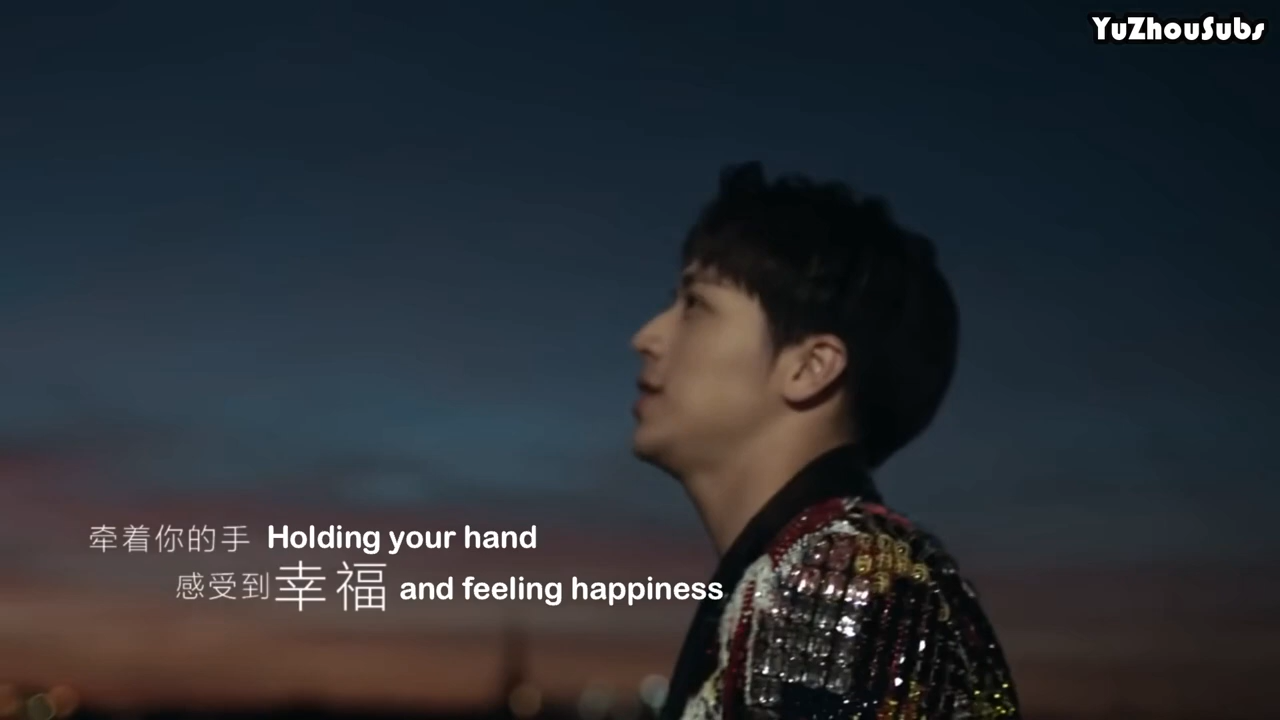 YuZhouSubs
牵着你的手 Holding your hand
感受到幸福 and feeling happiness